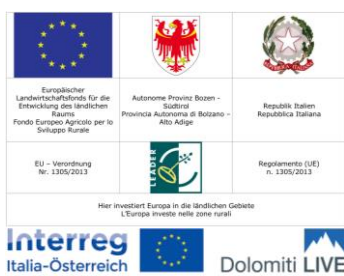 Europäischer
Landwirtschaftsfonds für die
Entwicklung des ländlichen
Raums
Fondo Europeo Agricolo per lo
Sviluppo Rurale
Autonome Provinz Bozen -
Südtirol
Provincia Autonoma di Bolzano -
Alto Adige
Republik Italien
Repubblica Italiana
EU – Verordnung
Nr. 1305/2013
LEADER
Regolamento (UE)
n. 1305/2013
Hier investiert Europa in die ländlichen Gebiete
L'Europa investe nelle zone rurali
Interreg
Italia-Österreich
Dolomiti LIVE